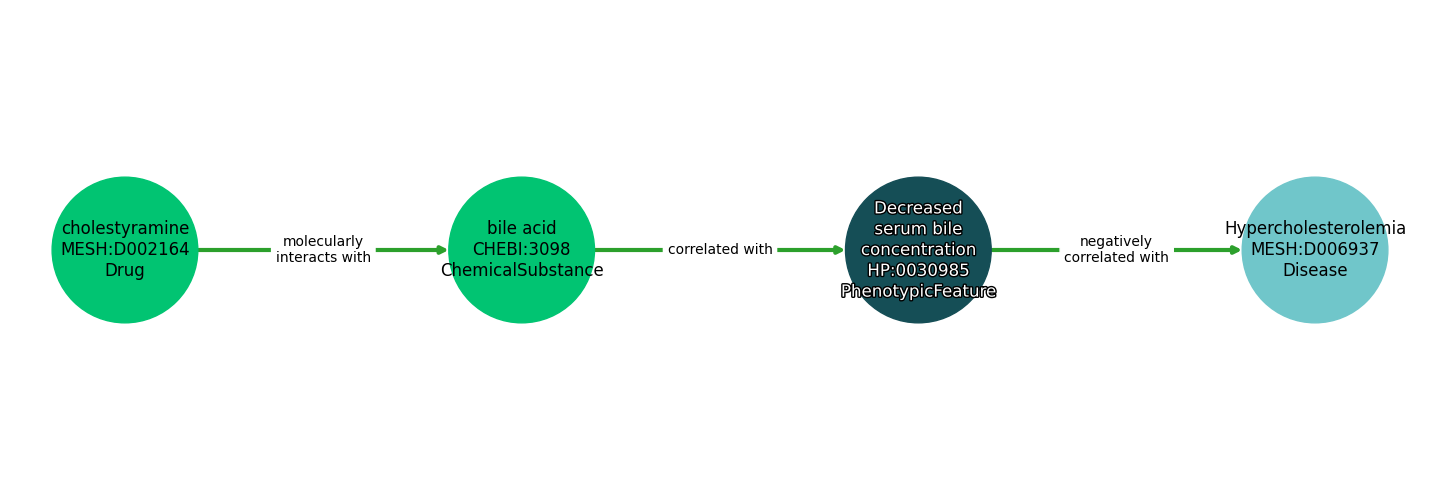 cholestyramine
MESH:D002164
Drug
molecularly
interacts with
bile acid
CHEBI:3098
ChemicalSubstance
correlated with
Decreased
serum bile
concentration
HP:0030985
PhenotypicFeature
negatively
correlated with
Hypercholesterolemia
MESH:D006937
Disease